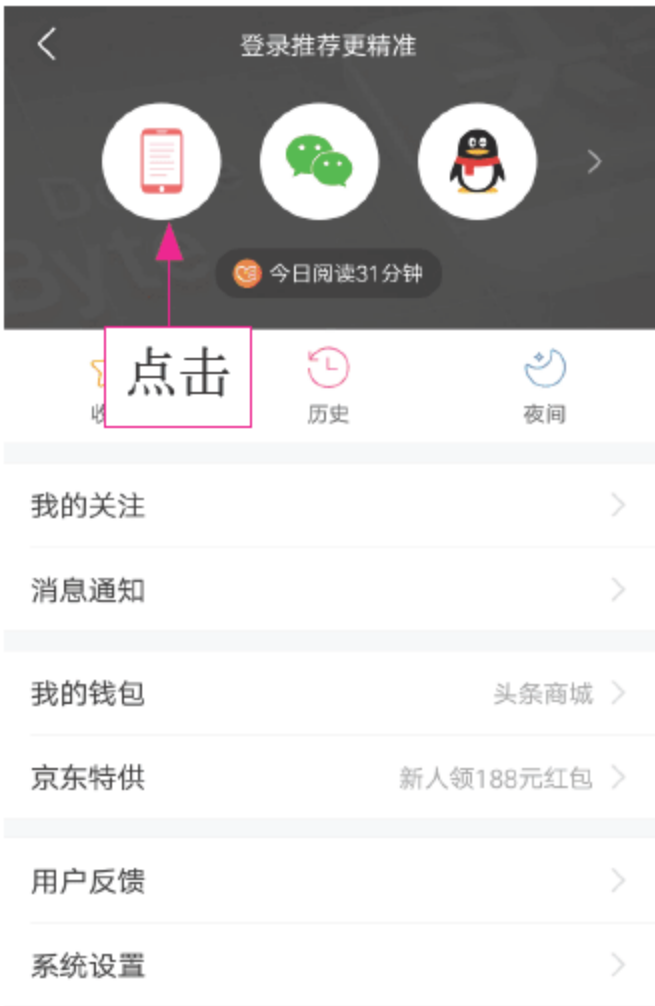 登录推荐更精准
今日阅读31分钟
点击
收
历史
夜间
我的关注
消息通知
我的钱包
头条商城
京东特供
新人领188元红包
用户反馈
系统设置